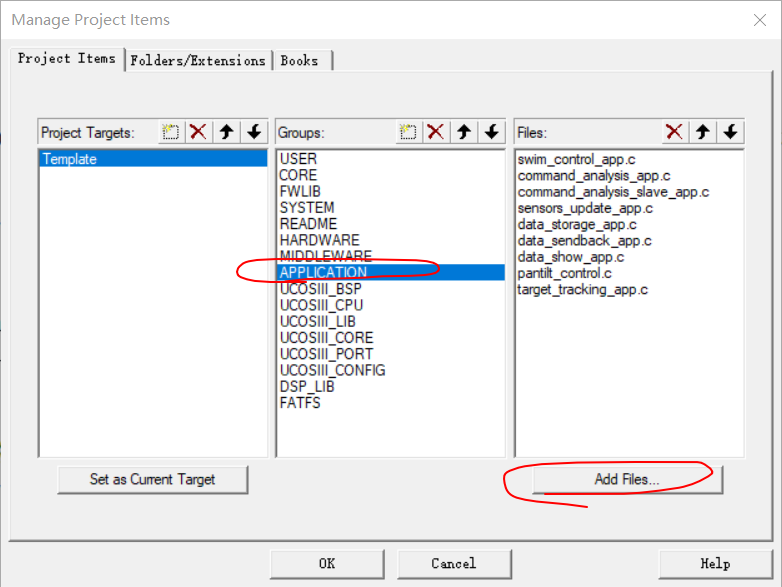 Manage Project Items
Project Items Folders/Extensions Books
Project Targets:
Template
Set as Current Target
Groups:
USER
CORE
FWLIB
SYSTEM
README
HARDWARE
MIDDLEWARE
APPLICATION
UCOSIII_BSP
UCOSIII_CPU
UCOSIII_LIB
UCOSIII_CORE
UCOSIII_PORT
UCOSIII_CONFIG
DSP_LIB
FATFS
Files:
swim_control_app.c
command_analysis_app.c
command_analysis_slave_app.c
sensors_update_app.c
data_storage_app.c
data_sendback_app.c
data_show_app.c
pantilt_control.c
target_tracking_app.c
Add Files...
OK Cancel Help